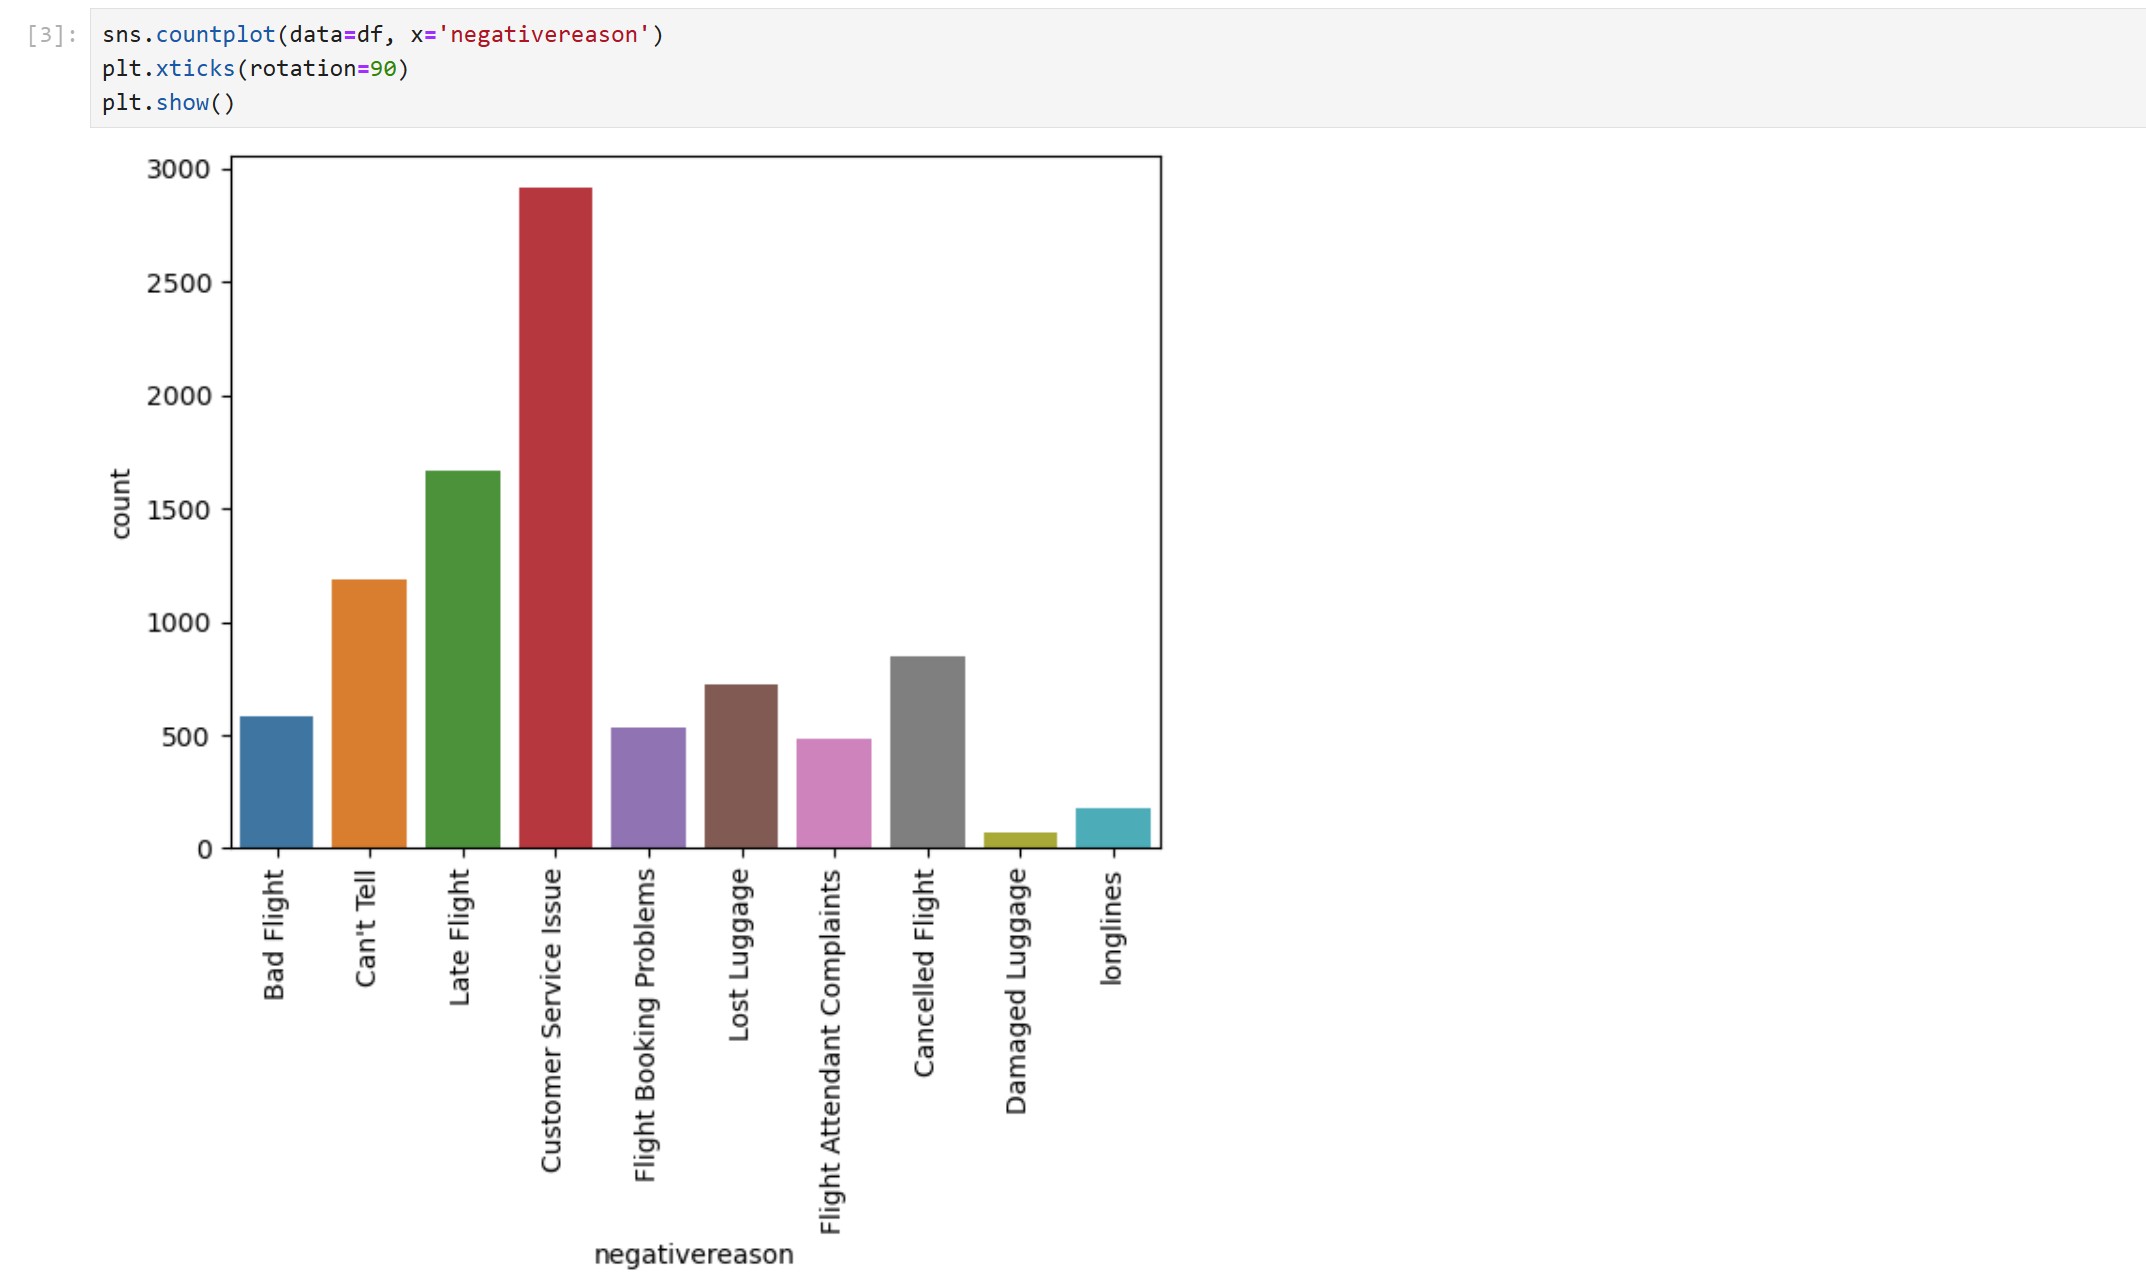 [3]:
sns.countplot(data=df, x='negativereason')
plt.xticks(rotation=90)
plt.show()
3000
2500
2000
1500
1000
500
0
count
Bad Flight
Can't Tell
Late Flight
Customer Service Issue
Flight Booking Problems
Lost Luggage
Flight Attendant Complaints
Cancelled Flight
Damaged Luggage
longlines
negativereason